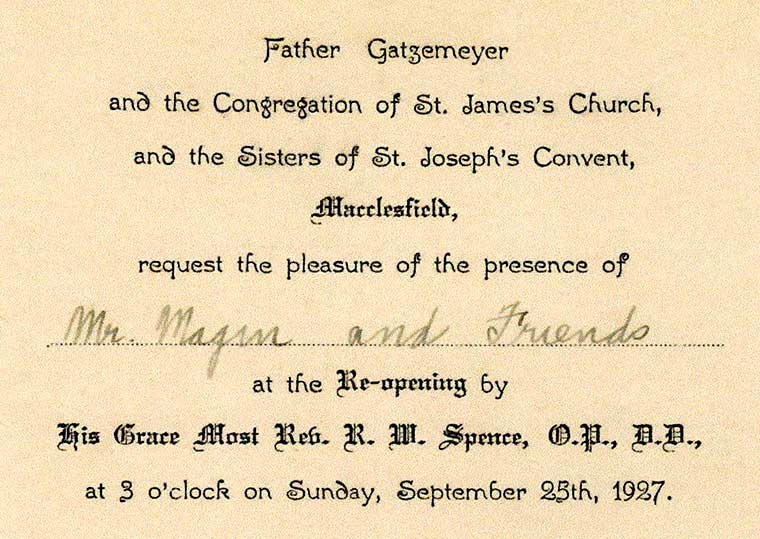 Father Gatzemeyer
and the Congregation of St. James's Church,
and the Sisters of St. Joseph's Convent,
Macclesfield,
request the pleasure of the presence of
Mr. Magin and Friends
at the Re-opening by
His Grace Most Rev. R. W. Spence, O.P., D.D.,
at 3 o'clock on Sunday, September 25th, 1927.